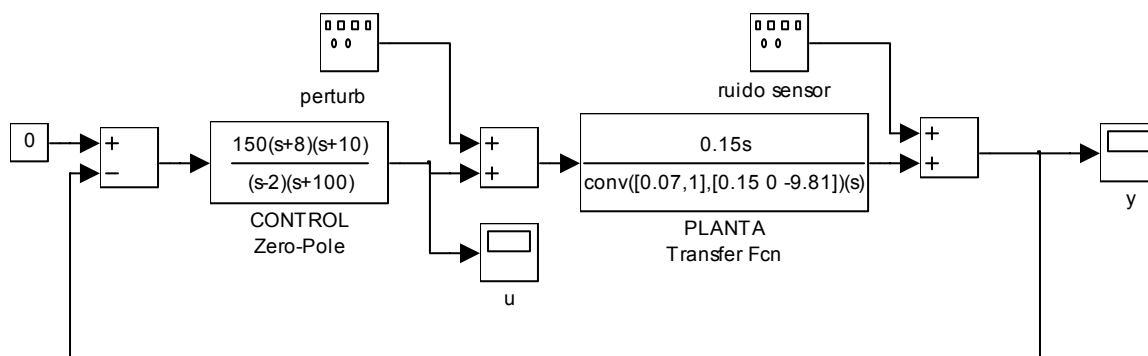 perturb
ruido sensor
0
+
−
150(s+8)(s+10)
(s-2)(s+100)
CONTROL
Zero-Pole
+
+
0.15s
conv([0.07,1],[0.15 0 -9.81])(s)
PLANTA
Transfer Fcn
+
+
y
u